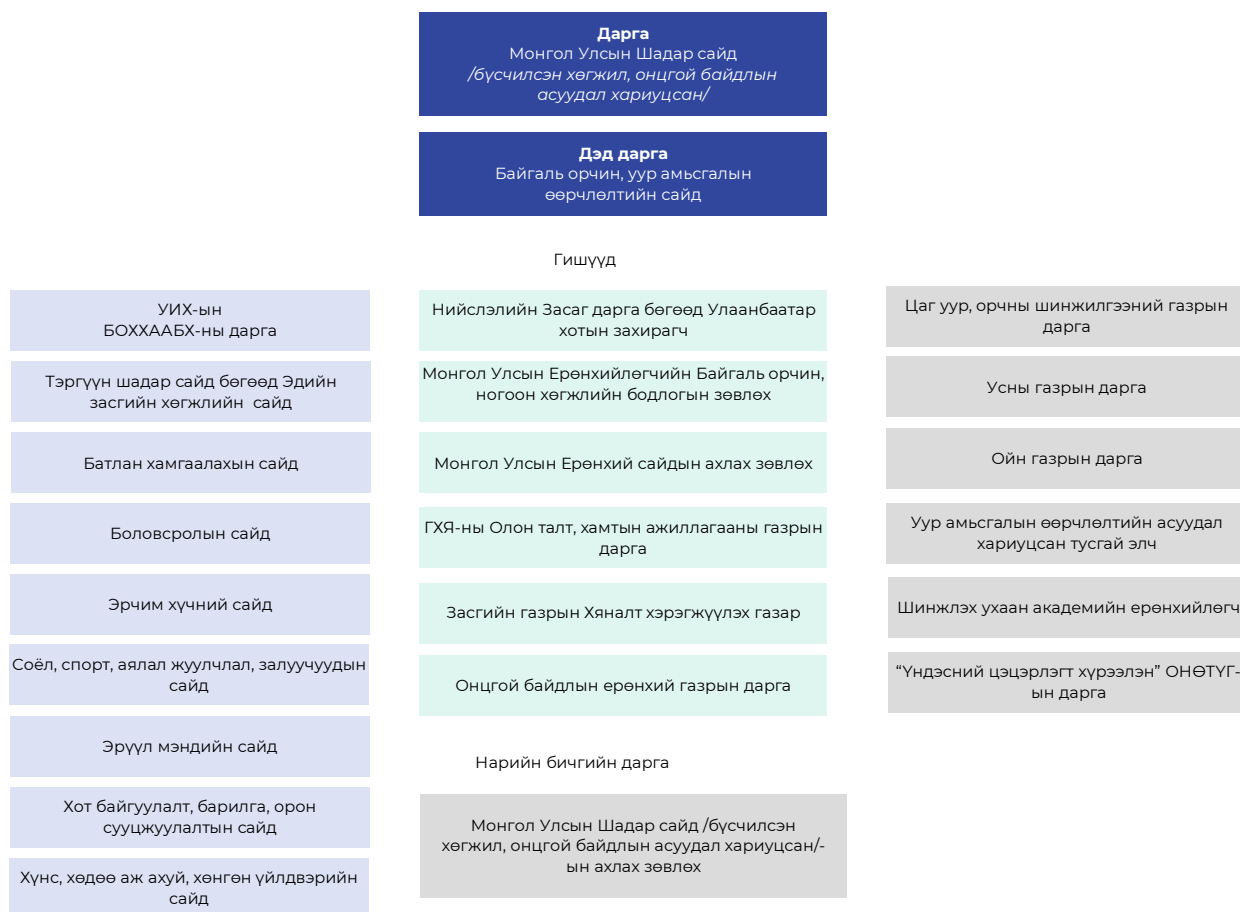 Дарга
Монгол Улсын Шадар сайд
/бүсчилсэн хөгжил, онцгой байдлын
асуудал хариуцсан/
Дэд дарга
Байгаль орчин, уур амьсгалын
өөрчлөлтийн сайд
Гишүүд
УИХ-ын
БОХХААБХ-ны дарга
Тэргүүн шадар сайд бөгөөд Эдийн
засгийн хөгжлийн сайд
Батлан хамгаалахын сайд
Боловсролын сайд
Эрчим хүчний сайд
Соёл, спорт, аялал жуулчлал, залуучуудын
сайд
Эрүүл мэндийн сайд
Хот байгуулалт, барилга, орон
сууцжуулалтын сайд
Хүнс, хөдөө аж ахуй, хөнгөн үйлдвэрийн
сайд
Нийслэлийн Засаг дарга бөгөөд Улаанбаатар
хотын захирагч
Монгол Улсын Ерөнхийлөгчийн Байгаль орчин,
ногоон хөгжлийн бодлогын зөвлөх
Монгол Улсын Ерөнхий сайдын ахлах зөвлөх
ГХЯ-ны Олон талт, хамтын ажиллагааны газрын
дарга
Засгийн газрын Хяналт хэрэгжүүлэх газар
Онцгой байдлын ерөнхий газрын дарга
Цаг уур, орчны шинжилгээний газрын
дарга
Усны газрын дарга
Ойн газрын дарга
Уур амьсгалын өөрчлөлтийн асуудал
хариуцсан тусгай элч
Шинжлэх ухаан академийн ерөнхийлөгч
“Үндэсний цэцэрлэгт хүрээлэн” ОНӨТҮГ-
ын дарга
Нарийн бичгийн дарга
Монгол Улсын Шадар сайд /бүсчилсэн
хөгжил, онцгой байдлын асуудал хариуцсан/-
ын ахлах зөвлөх